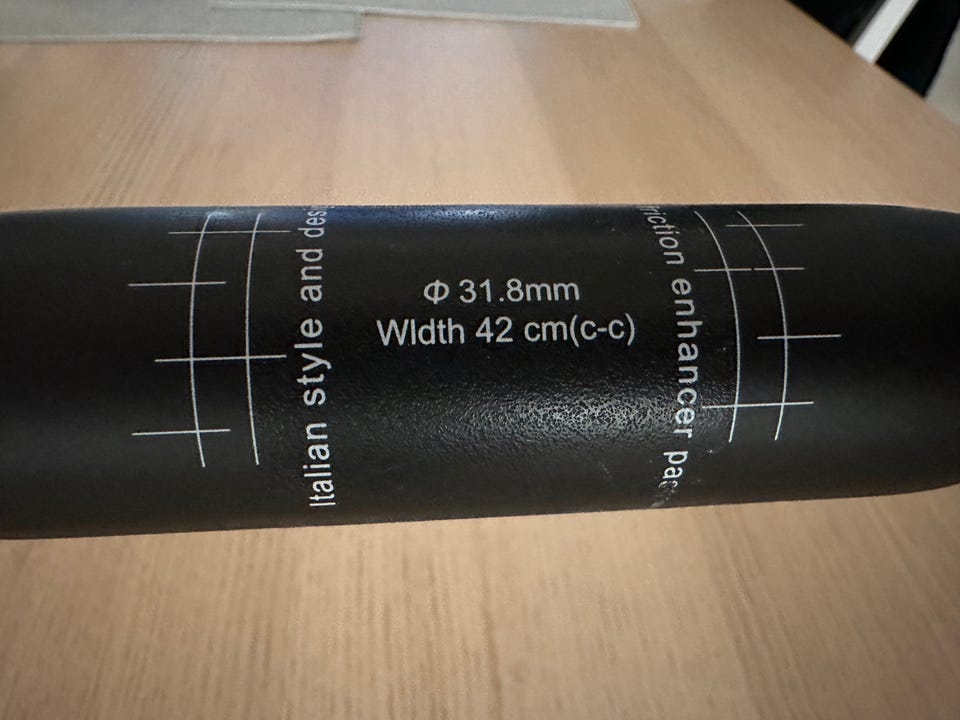 Italian style and
Φ 31.8mm
WIdth 42 cm(c-c)
enhancer